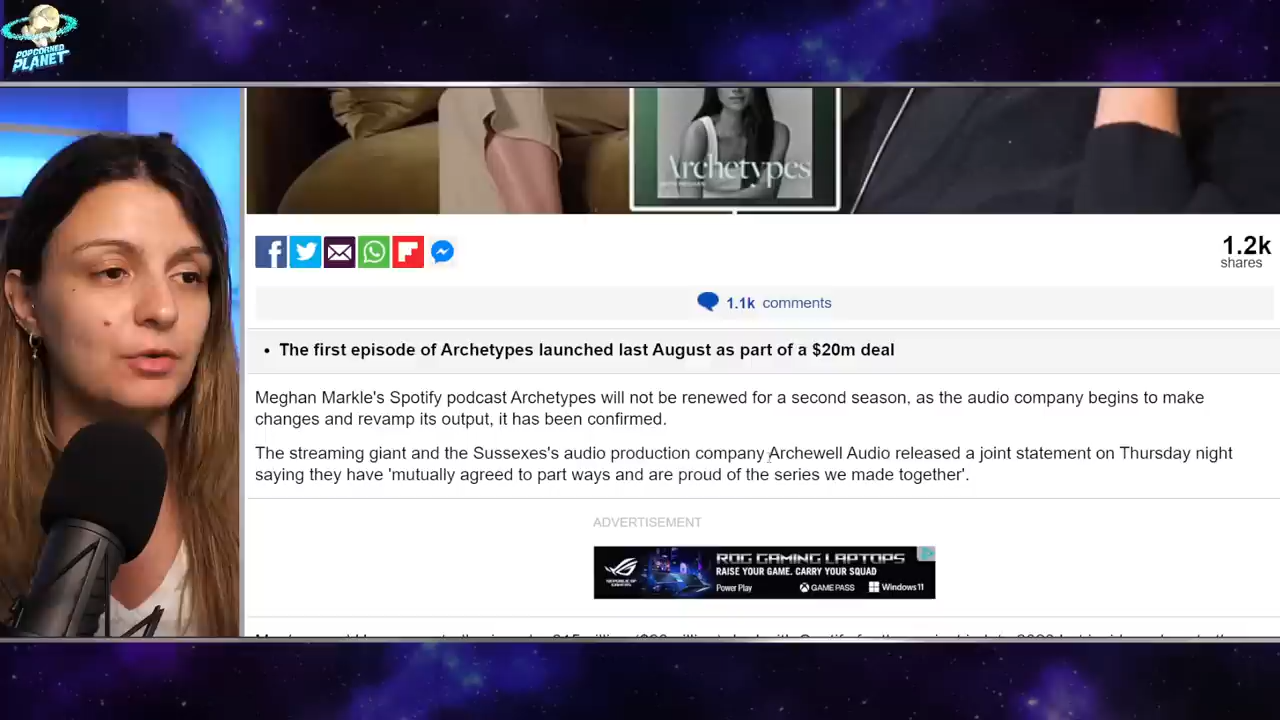 POPCORNED
PLANET
Archetypes
1.2k
shares
1.1k comments
• The first episode of Archetypes launched last August as part of a $20m deal
Meghan Markle's Spotify podcast Archetypes will not be renewed for a second season, as the audio company begins to make
changes and revamp its output, it has been confirmed.
The streaming giant and the Sussexes's audio production company Archewell Audio released a joint statement on Thursday night
saying they have 'mutually agreed to part ways and are proud of the series we made together'.
ADVERTISEMENT
ROG GAMING LAPTOPS
RAISE YOUR GAME. CARRY YOUR SQUAD
Power Play
GAME PASS
Windows 11